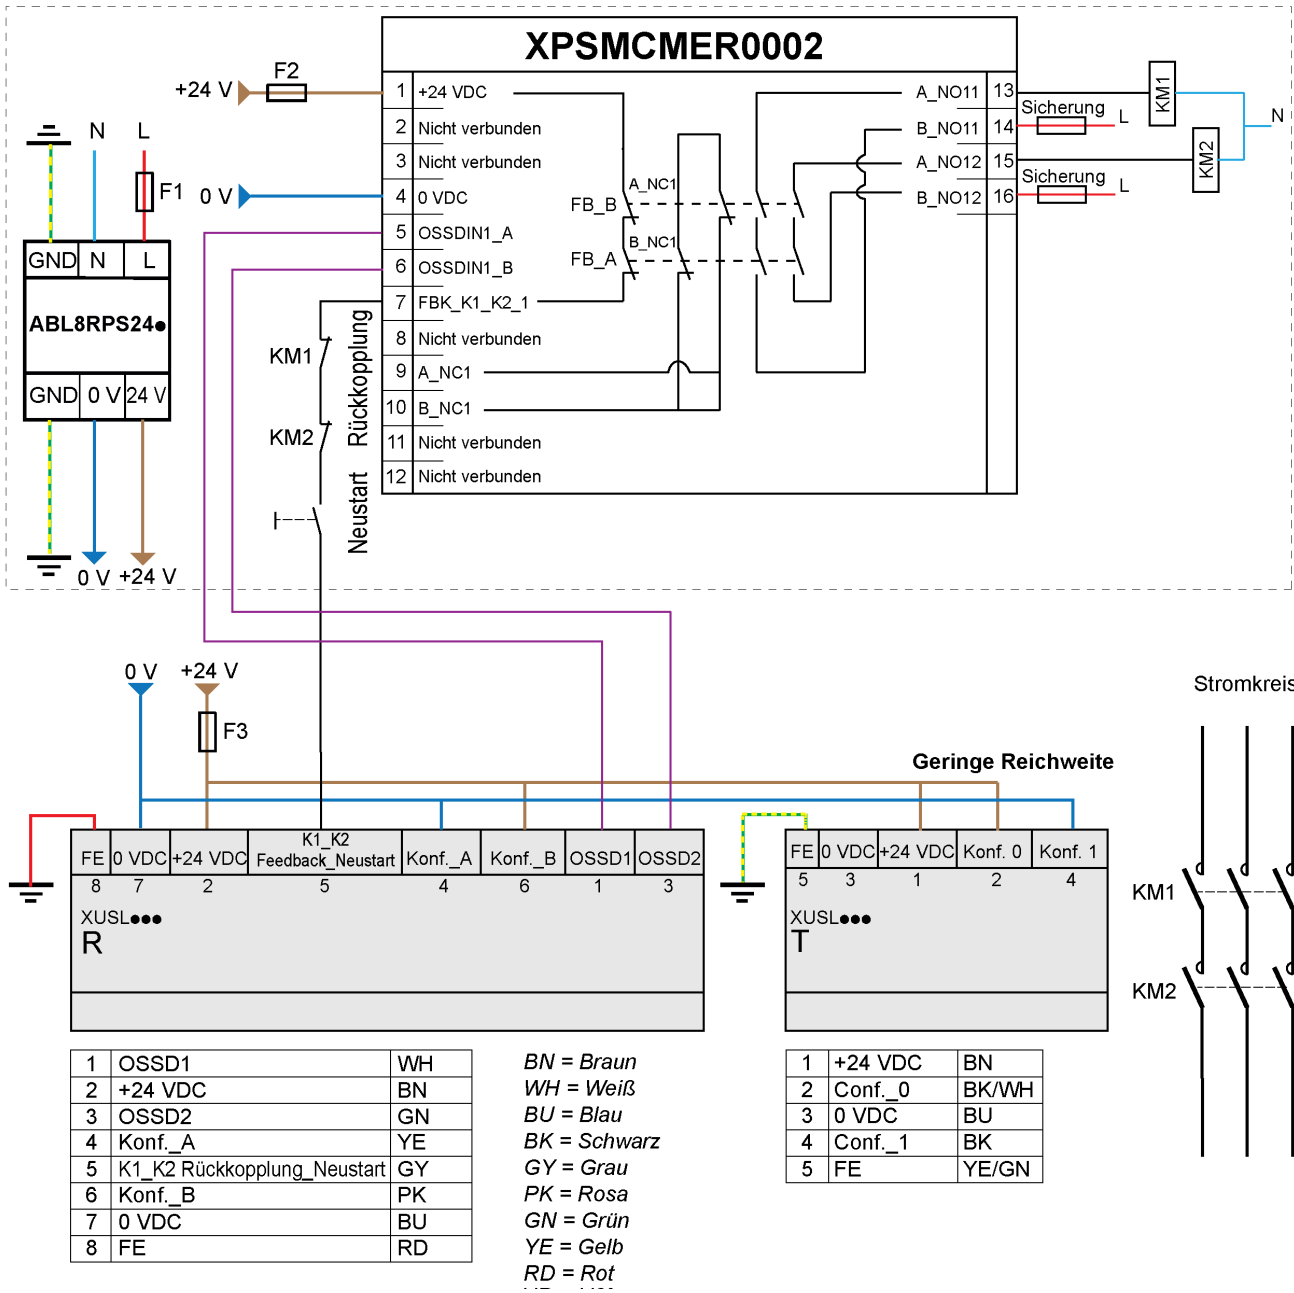 XPSMCMER0002
+24 V F2
1 +24 VDC
2 Nicht verbunden
3 Nicht verbunden
4 0 VDC
5 OSSDIN1_A
6 OSSDIN1_B
7 FBK_K1_K2_1
8 Nicht verbunden
9 A_NC1
10 B_NC1
11 Nicht verbunden
12 Nicht verbunden
A_NC1
FB_B
B_NC1
FB_A
A_NO11 13
B_NO11 14
A_NO12 15
B_NO12 16
Sicherung L
Sicherung L
KM1
KM2
N
N L
F1
0 V
GND N L
ABL8RPS24●
GND 0 V 24 V
0 V +24 V
KM1
KM2
Rückkopplung
Neustart
0 V +24 V
F3
Stromkreis
Geringe Reichweite
FE 0 VDC +24 VDC K1_K2 Feedback_Neustart Konf._A Konf._B OSSD1 OSSD2
8 7 2 5 4 6 1 3
XUSL●●●
R
FE 0 VDC +24 VDC Konf. 0 Konf. 1
5 3 1 2 4
XUSL●●●
T
KM1
KM2
1 OSSD1 WH
2 +24 VDC BN
3 OSSD2 GN
4 Konf._A YE
5 K1_K2 Rückkopplung_Neustart GY
6 Konf._B PK
7 0 VDC BU
8 FE RD
BN = Braun
WH = Weiß
BU = Blau
BK = Schwarz
GY = Grau
PK = Rosa
GN = Grün
YE = Gelb
RD = Rot
1 +24 VDC BN
2 Conf._0 BK/WH
3 0 VDC BU
4 Conf._1 BK
5 FE YE/GN